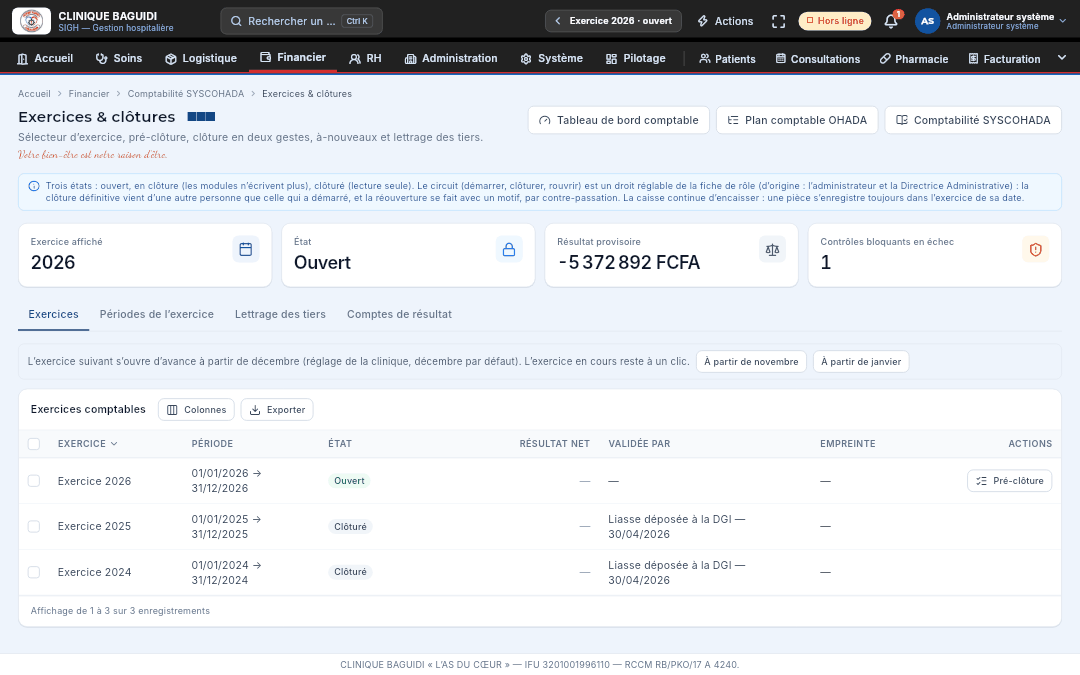 CLINIQUE BAGUIDI
SIGH — Gestion hospitalière
Rechercher un ... Ctrl K
Exercice 2026 · ouvert
Actions
Hors ligne
1
AS
Administrateur système
Administrateur système
Accueil Soins Logistique Financier RH Administration Système Pilotage Patients Consultations Pharmacie Facturation
Accueil > Financier > Comptabilité SYSCOHADA > Exercices & clôtures
Exercices & clôtures
Sélecteur d’exercice, pré-clôture, clôture en deux gestes, à-nouveaux et lettrage des tiers.
Votre bien-être est notre raison d'être.
Tableau de bord comptable
Plan comptable OHADA
Comptabilité SYSCOHADA
Trois états : ouvert, en clôture (les modules n’écrivent plus), clôturé (lecture seule). Le circuit (démarrer, clôturer, rouvrir) est un droit réglable de la fiche de rôle (d’origine : l’administrateur et la Directrice Administrative) : la
clôture définitive vient d’une autre personne que celle qui a démarré, et la réouverture se fait avec un motif, par contre-passation. La caisse continue d’encaisser : une pièce s’enregistre toujours dans l’exercice de sa date.
Exercice affiché
2026
État
Ouvert
Résultat provisoire
-5 372 892 FCFA
Contrôles bloquants en échec
1
Exercices Périodes de l’exercice Lettrage des tiers Comptes de résultat
L’exercice suivant s’ouvre d’avance à partir de décembre (réglage de la clinique, décembre par défaut). L’exercice en cours reste à un clic. À partir de novembre À partir de janvier
Exercices comptables Colonnes Exporter
EXERCICE PÉRIODE ÉTAT RÉSULTAT NET VALIDÉE PAR EMPREINTE ACTIONS
Exercice 2026 01/01/2026 → 31/12/2026 Ouvert — — — Pré-clôture
Exercice 2025 01/01/2025 → 31/12/2025 Clôturé — Liasse déposée à la DGI — 30/04/2026 —
Exercice 2024 01/01/2024 → 31/12/2024 Clôturé — Liasse déposée à la DGI — 30/04/2026 —
Affichage de 1 à 3 sur 3 enregistrements
CLINIQUE BAGUIDI « L'AS DU CŒUR » — IFU 3201001996110 — RCCM RB/PKO/17 A 4240.